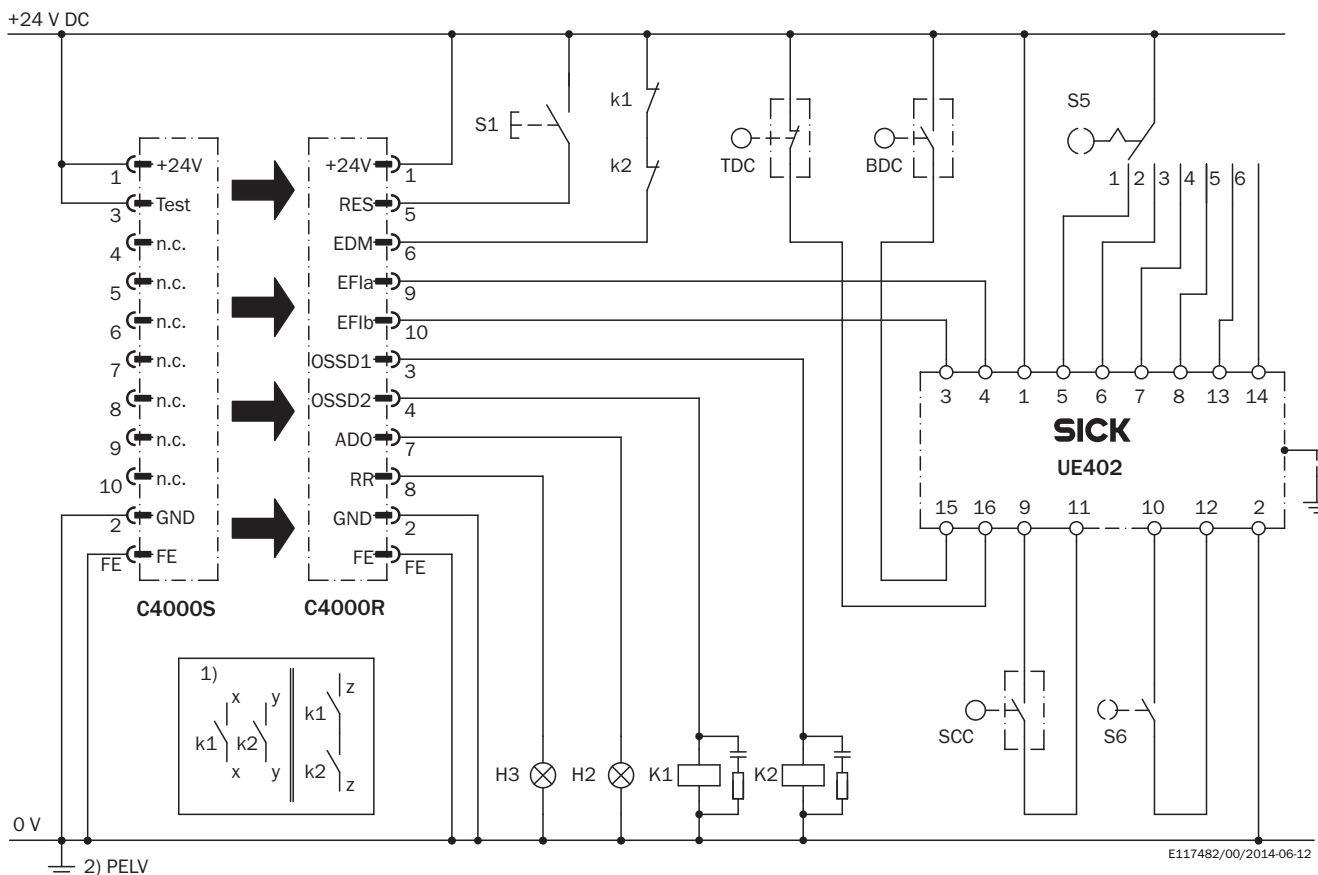 +24 V DC
S1
k1
k2
TDC
BDC
S5
1 2 3 4 5 6
1 +24V
3 Test
4 n.c.
5 n.c.
6 n.c.
7 n.c.
8 n.c.
9 n.c.
10 n.c.
2 GND
FE FE
C4000S
+24V 1
RES 5
EDM 6
EFIa 9
EFIb 10
OSSD1 3
OSSD2 4
ADO 7
RR 8
GND 2
FE FE
C4000R
3 4 1 5 6 7 8 13 14
SICK
UE402
15 16 9 11 10 12 2
SCC
S6
1)
x y z
k1 k2 k1
x y k2 z
H3 H2 K1 K2
0 V
2) PELV
E117482/00/2014-06-12